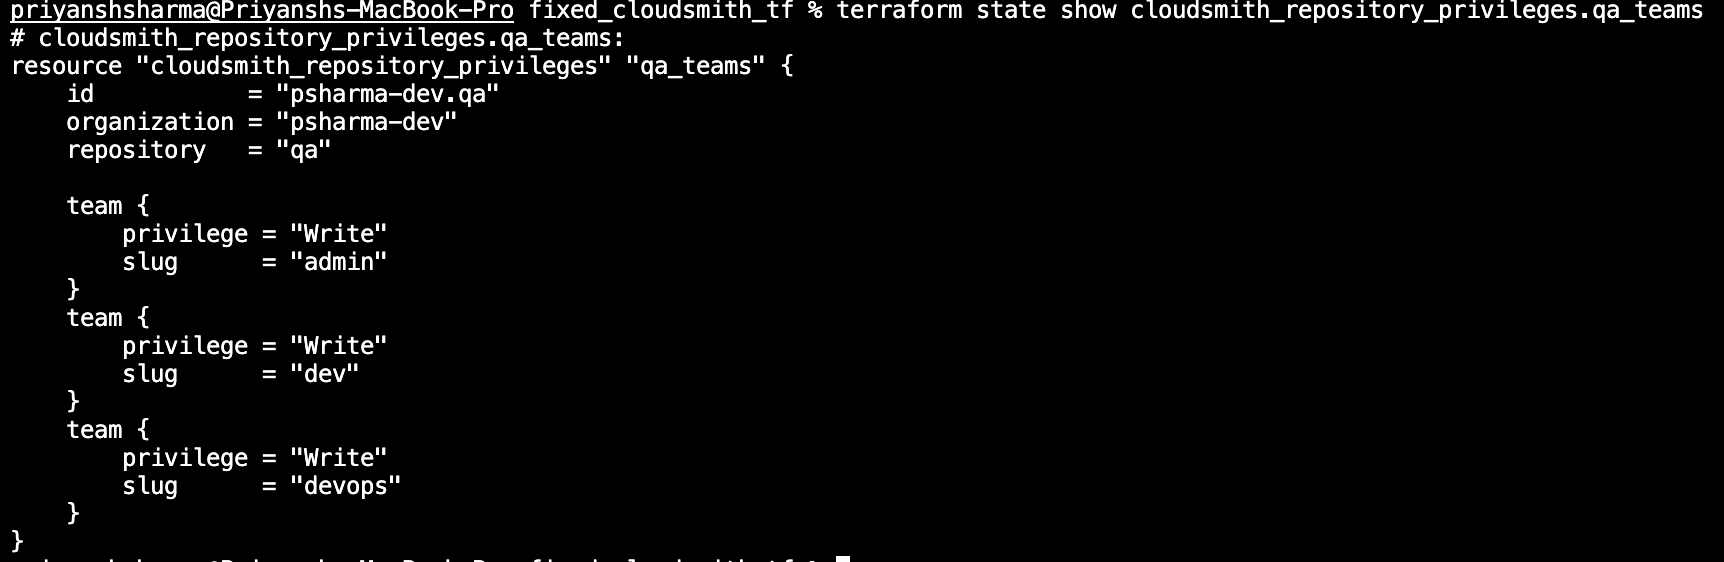 priyanshsharma@Priyanshs-MacBook-Pro fixed_cloudsmith_tf % terraform state show cloudsmith_repository_privileges.qa_teams
# cloudsmith_repository_privileges.qa_teams:
resource "cloudsmith_repository_privileges" "qa_teams" {
    id           = "psharma-dev.qa"
    organization = "psharma-dev"
    repository   = "qa"

    team {
        privilege = "Write"
        slug      = "admin"
    }
    team {
        privilege = "Write"
        slug      = "dev"
    }
    team {
        privilege = "Write"
        slug      = "devops"
    }
}